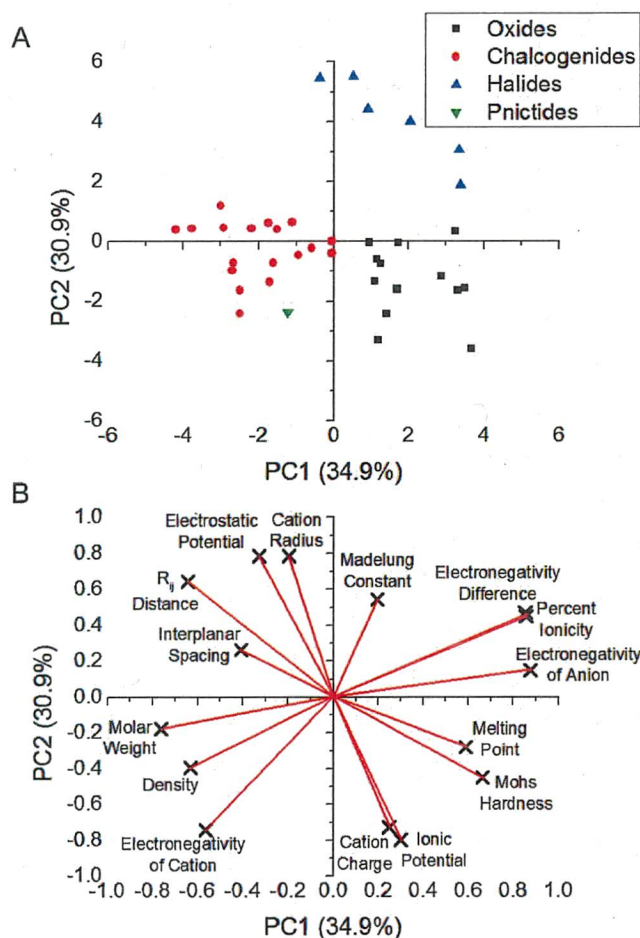 A
Oxides
Chalcogenides
Halides
Pnictides
6
4
2
0
-2
-4
-6
PC2 (30.9%)
-6 -4 -2 0 2 4 6
PC1 (34.9%)
B
1.0
0.8
0.6
0.4
0.2
0.0
-0.2
-0.4
-0.6
-0.8
-1.0
PC2 (30.9%)
Electrostatic
Potential
Cation
Radius
Madelung
Constant
Electronegativity
Difference
Percent
Ionicity
Rij
Distance
Interplanar
Spacing
Electronegativity
of Anion
Molar
Weight
Density
Electronegativity
of Cation
Melting
Point
Mohs
Hardness
Cation
Charge
Ionic
Potential
-1.0 -0.8 -0.6 -0.4 -0.2 0.0 0.2 0.4 0.6 0.8 1.0
PC1 (34.9%)